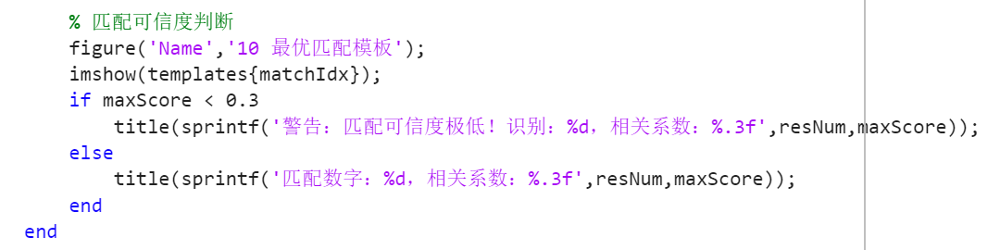 % 匹配可信度判断
figure('Name','10 最优匹配模板');
imshow(templates{matchIdx});
if maxScore < 0.3
title(sprintf('警告：匹配可信度极低！识别：%d，相关系数：%.3f',resNum,maxScore));
else
title(sprintf('匹配数字：%d，相关系数：%.3f',resNum,maxScore));
end
end